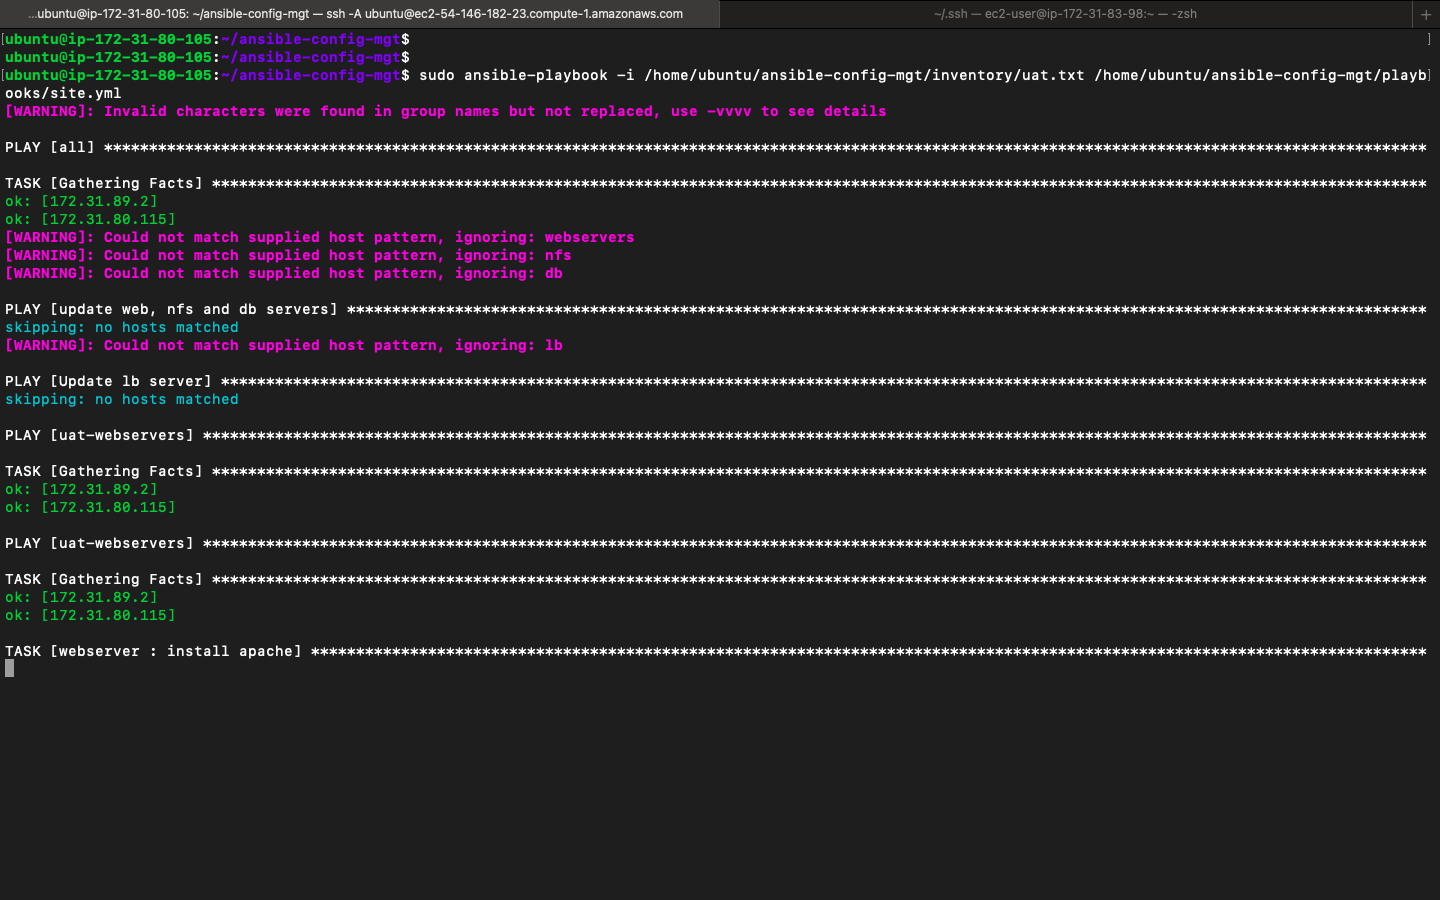 ...ubuntu@ip-172-31-80-105: ~/ansible-config-mgt — ssh -A ubuntu@ec2-54-146-182-23.compute-1.amazonaws.com
~/.ssh — ec2-user@ip-172-31-83-98:~ — -zsh
+
[ubuntu@ip-172-31-80-105:~/ansible-config-mgt$ ]
ubuntu@ip-172-31-80-105:~/ansible-config-mgt$
[ubuntu@ip-172-31-80-105:~/ansible-config-mgt$ sudo ansible-playbook -i /home/ubuntu/ansible-config-mgt/inventory/uat.txt /home/ubuntu/ansible-config-mgt/playb]
ooks/site.yml
[WARNING]: Invalid characters were found in group names but not replaced, use -vvvv to see details
PLAY [all] ***************************************************************************************************************************************************
TASK [Gathering Facts] ***************************************************************************************************************************************
ok: [172.31.89.2]
ok: [172.31.80.115]
[WARNING]: Could not match supplied host pattern, ignoring: webservers
[WARNING]: Could not match supplied host pattern, ignoring: nfs
[WARNING]: Could not match supplied host pattern, ignoring: db
PLAY [update web, nfs and db servers] ************************************************************************************************************************
skipping: no hosts matched
[WARNING]: Could not match supplied host pattern, ignoring: lb
PLAY [Update lb server] **************************************************************************************************************************************
skipping: no hosts matched
PLAY [uat-webservers] ****************************************************************************************************************************************
TASK [Gathering Facts] ***************************************************************************************************************************************
ok: [172.31.89.2]
ok: [172.31.80.115]
PLAY [uat-webservers] ****************************************************************************************************************************************
TASK [Gathering Facts] ***************************************************************************************************************************************
ok: [172.31.89.2]
ok: [172.31.80.115]
TASK [webserver : install apache] ****************************************************************************************************************************